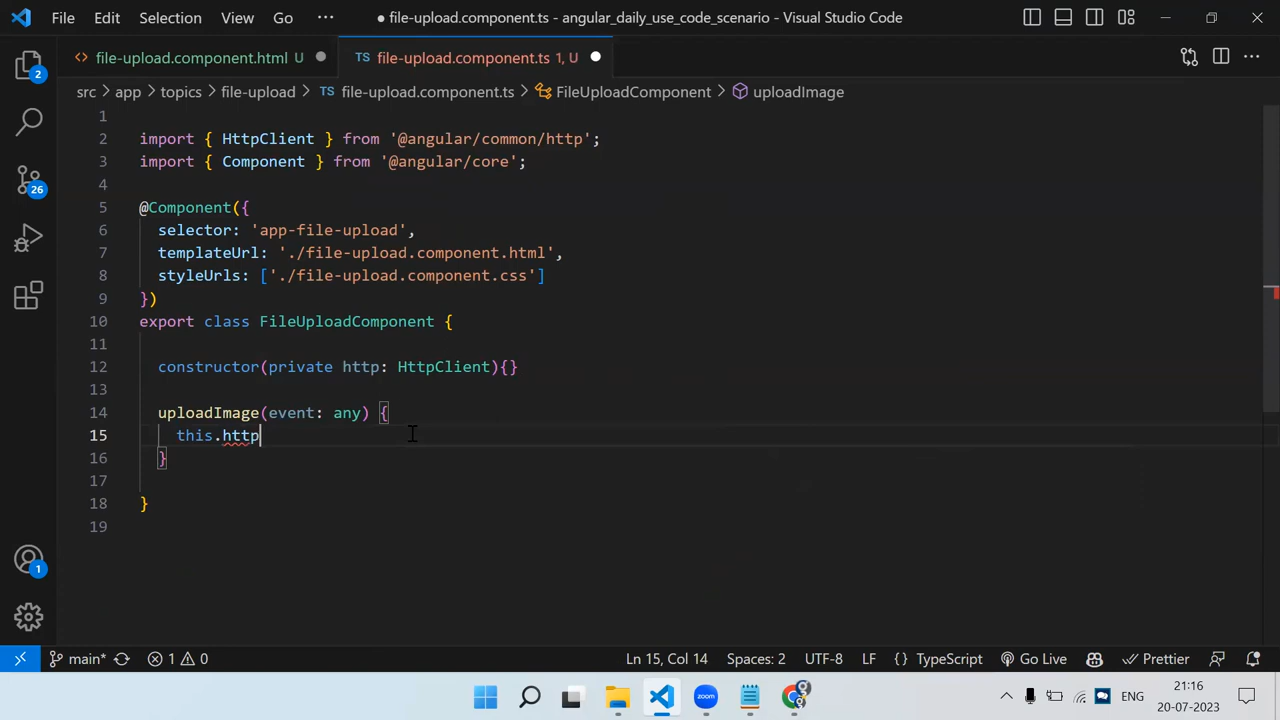 File Edit Selection View Go ··· ● file-upload.component.ts - angular_daily_use_code_scenario - Visual Studio Code
<> file-upload.component.html U ● TS file-upload.component.ts 1, U ●
src > app > topics > file-upload > TS file-upload.component.ts > FileUploadComponent > uploadImage
1
2 import { HttpClient } from '@angular/common/http';
3 import { Component } from '@angular/core';
4
5 @Component({
6 selector: 'app-file-upload',
7 templateUrl: './file-upload.component.html',
8 styleUrls: ['./file-upload.component.css']
9 })
10 export class FileUploadComponent {
11
12 constructor(private http: HttpClient){}
13
14 uploadImage(event: any) {
15 this.http
16 }
17
18 }
19
2
26
1
main* 1 0 Ln 15, Col 14 Spaces: 2 UTF-8 LF {} TypeScript Go Live Prettier
zoom ENG 21:16
20-07-2023